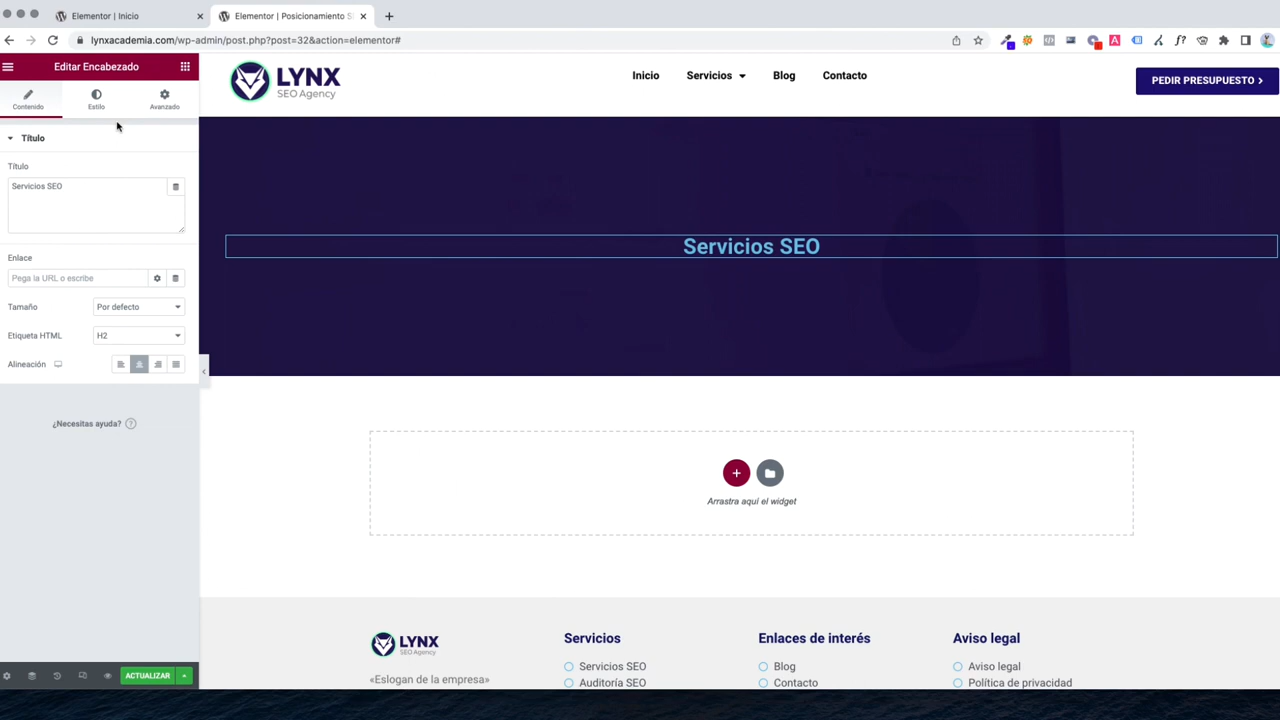 Elementor | Inicio
Elementor | Posicionamiento S
lynxacademia.com/wp-admin/post.php?post=32&action=elementor#
Editar Encabezado
Contenido
Estilo
Avanzado
Título
Título
Servicios SEO
Enlace
Pega la URL o escribe
Tamaño
Por defecto
Etiqueta HTML
H2
Alineación
¿Necesitas ayuda? ?
ACTUALIZAR
LYNX
SEO Agency
Inicio
Servicios
Blog
Contacto
PEDIR PRESUPUESTO
Servicios SEO
Arrastra aquí el widget
LYNX
SEO Agency
«Eslogan de la empresa»
Servicios
Servicios SEO
Auditoría SEO
Enlaces de interés
Blog
Contacto
Aviso legal
Aviso legal
Política de privacidad